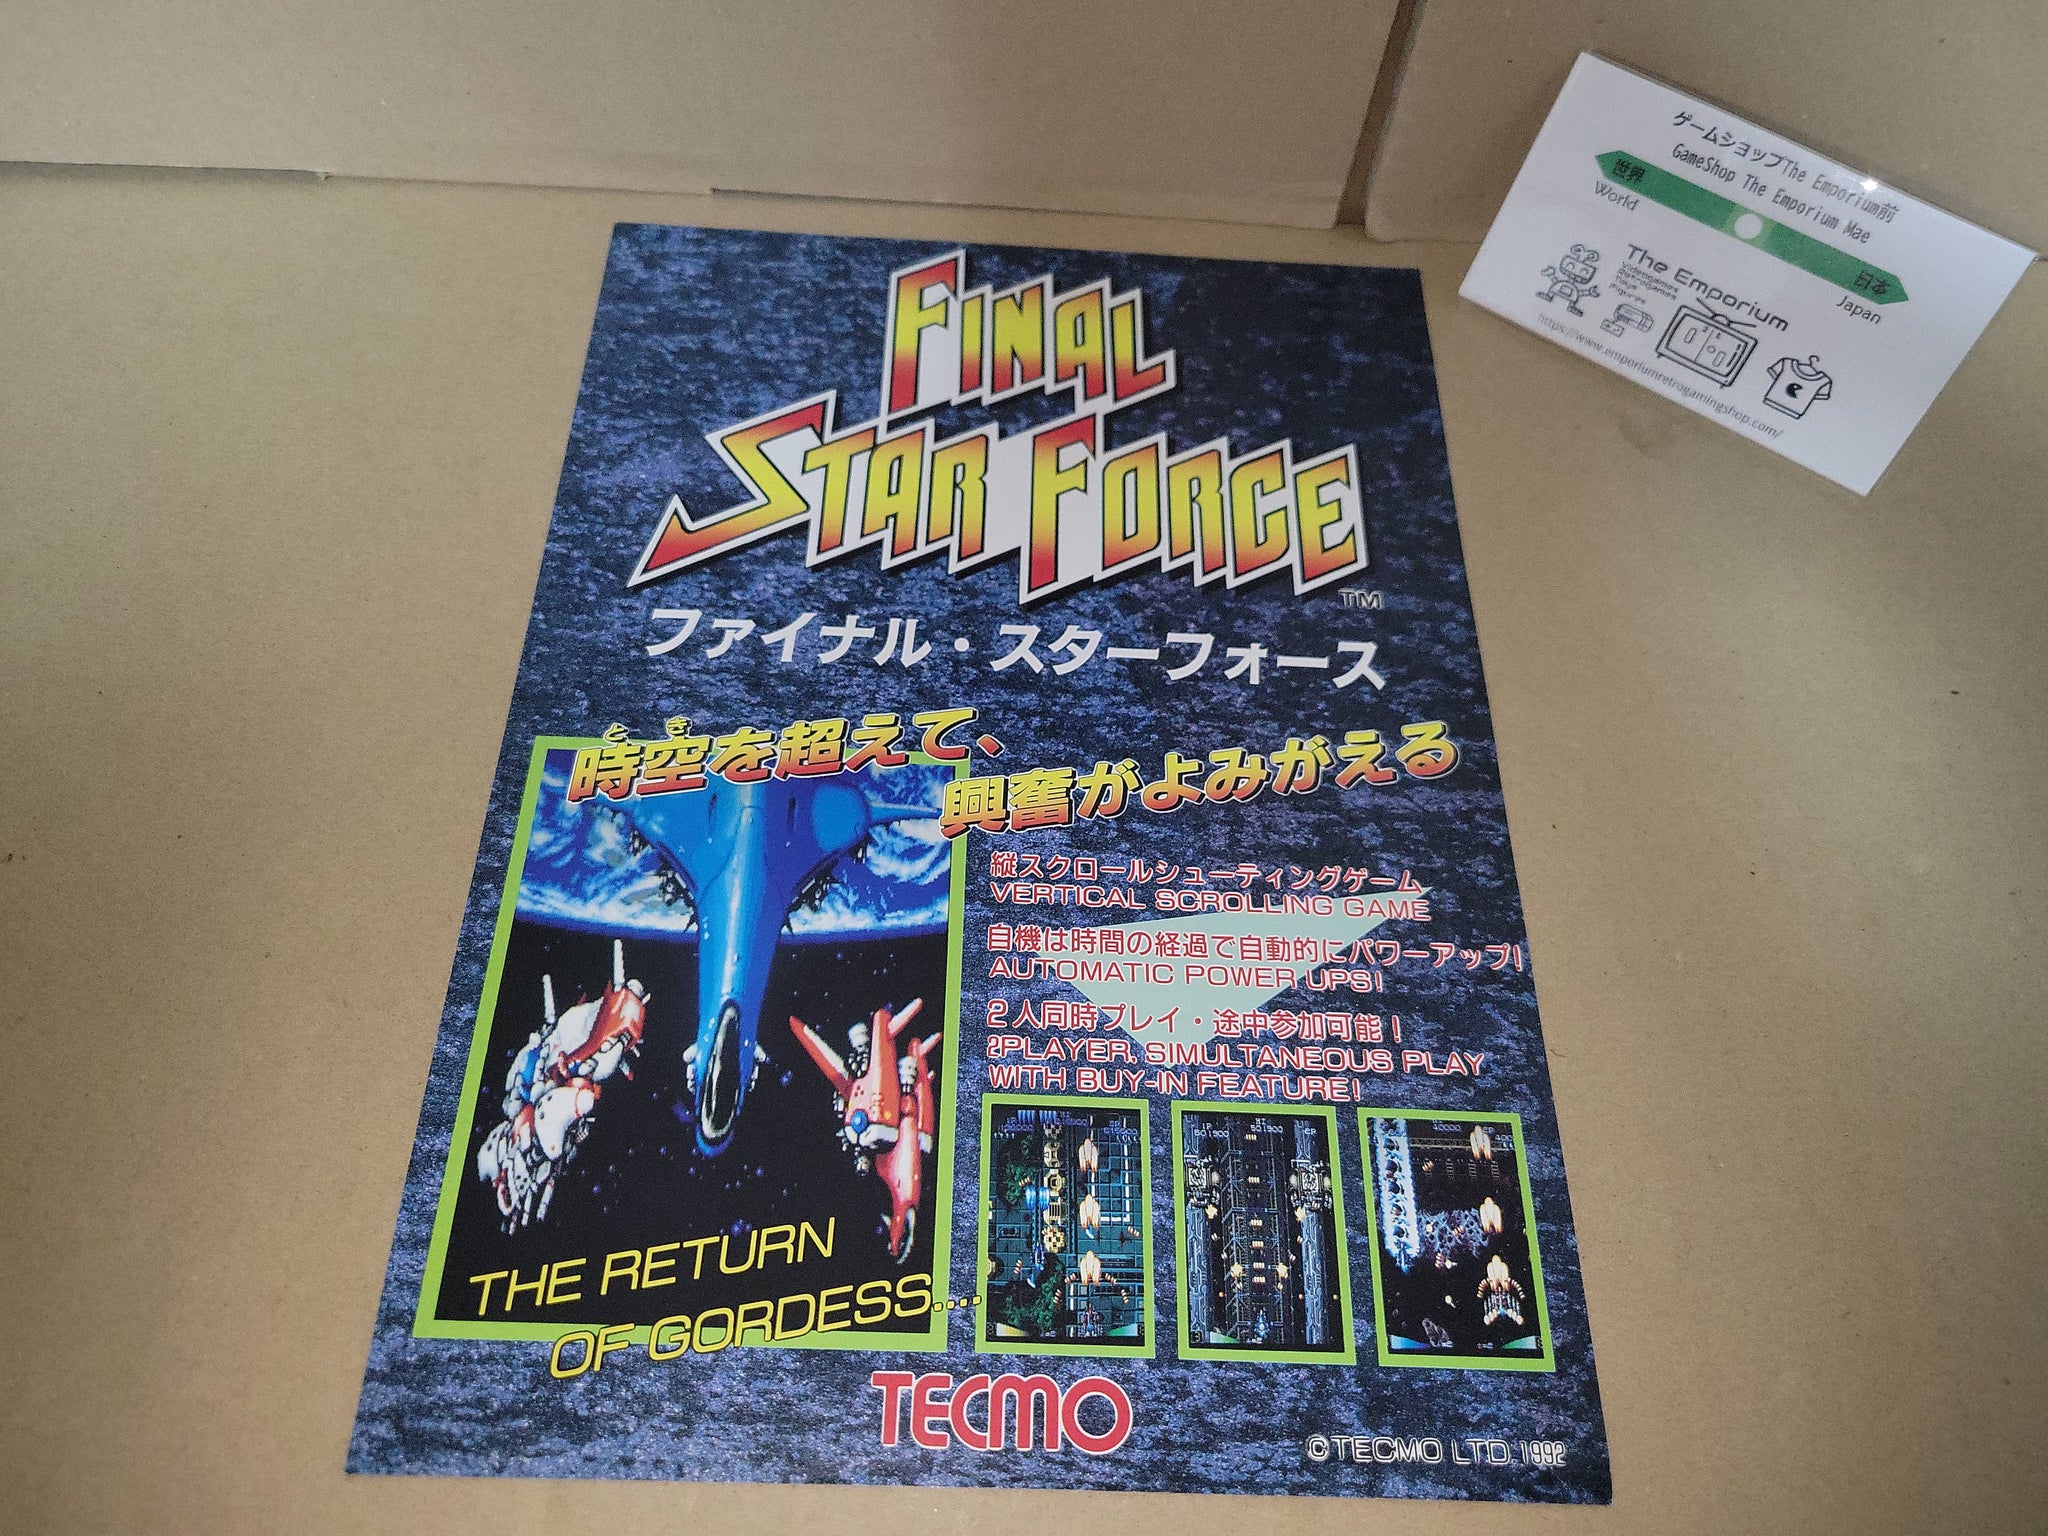 FINAL
STAR FORCE
TM
ファイナル・スターフォース
とき
時空を超えて、
興奮がよみがえる
縦スクロールシューティングゲーム
VERTICAL SCROLLING GAME
自機は時間の経過で自動的にパワーアップ!
AUTOMATIC POWER UPS!
2人同時プレイ・途中参加可能!
2PLAYER, SIMULTANEOUS PLAY
WITH BUY-IN FEATURE!
THE RETURN
OF GORDESS....
TECMO
©TECMO LTD. 1992
ゲームショップThe Emporium前
GameShop The Emporium Mae
世界
日本
World
Japan
The Emporium
Videogames
RetroGames
Toys
Figures
https://www.emporiumretrogamingshop.com/